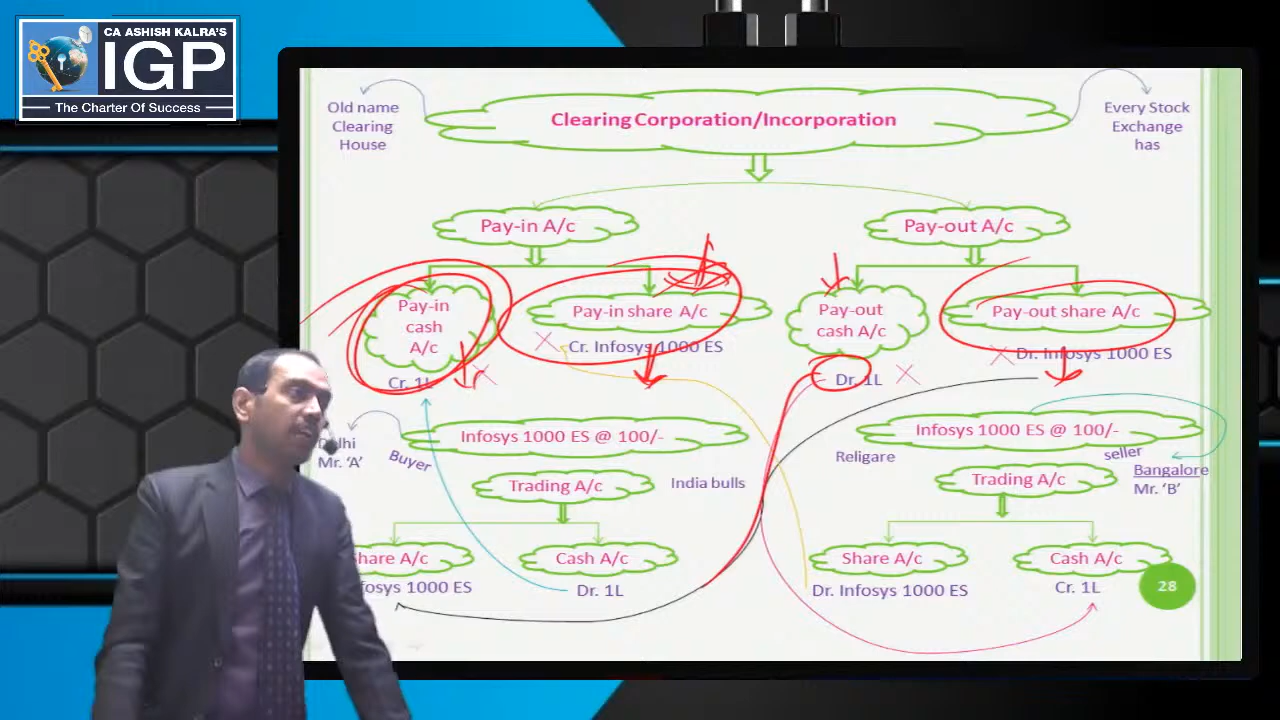 CA ASHISH KALRA'S
IGP
The Charter Of Success
Old name
Clearing
House
Clearing Corporation/Incorporation
Every Stock
Exchange
has
Pay-in A/c
Pay-out A/c
Pay-in
cash
A/c
Pay-in share A/c
Pay-out
cash A/c
Pay-out share A/c
Cr. Infosys 1000 ES
Dr. Infosys 1000 ES
Cr. 1L
Dr. 1L
Delhi
Mr. 'A'
Buyer
Infosys 1000 ES @ 100/-
Infosys 1000 ES @ 100/-
Religare
seller
Bangalore
Mr. 'B'
Trading A/c
India bulls
Trading A/c
Share A/c
Cash A/c
Share A/c
Cash A/c
fosys 1000 ES
Dr. 1L
Dr. Infosys 1000 ES
Cr. 1L
28